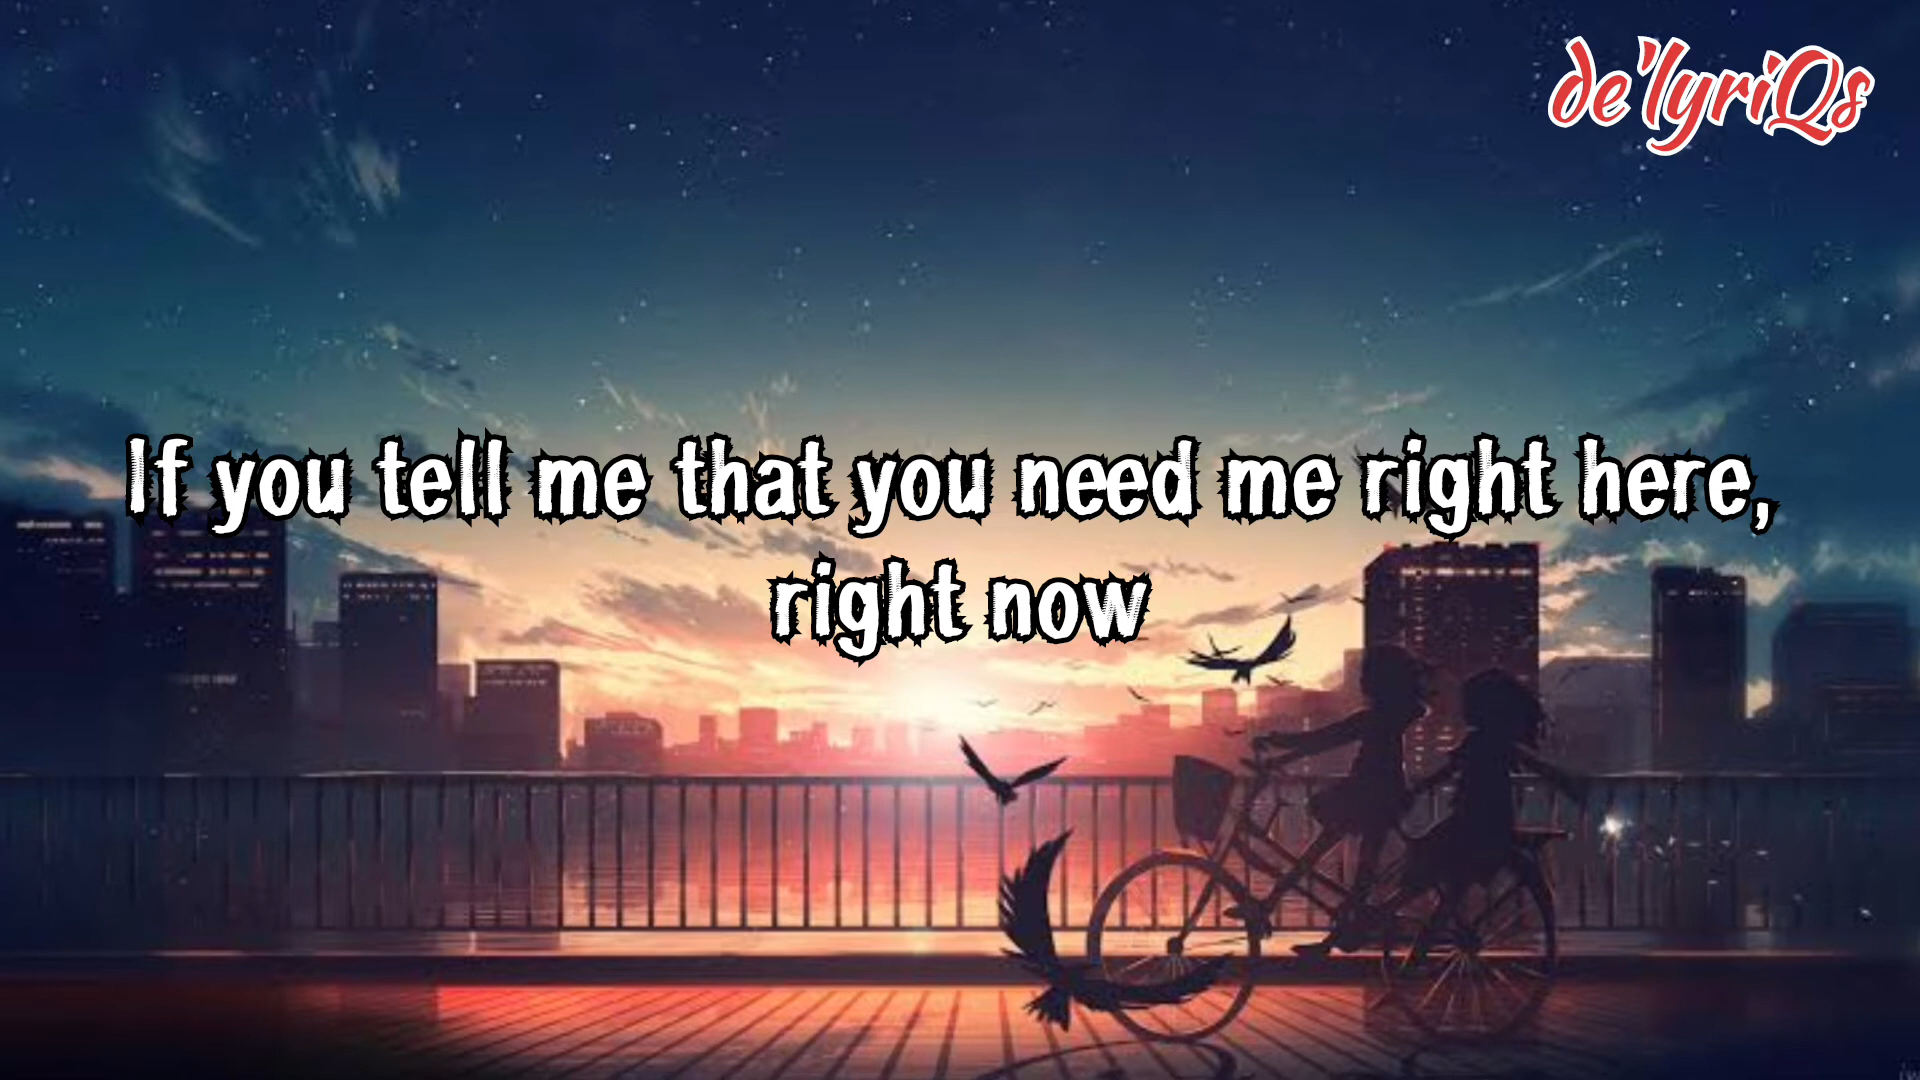 de'lyriQs
If you tell me that you need me right here,
right now